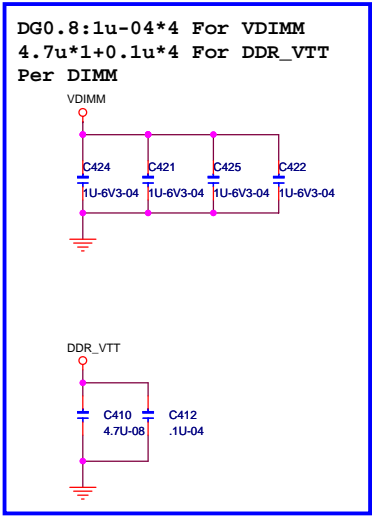 DG0.8:1u-04*4 For VDIMM
4.7u*1+0.1u*4 For DDR_VTT
Per DIMM
VDIMM
C424 C421 C425 C422
1U-6V3-04 1U-6V3-04 1U-6V3-04 1U-6V3-04
DDR_VTT
C410 C412
4.7U-08 .1U-04